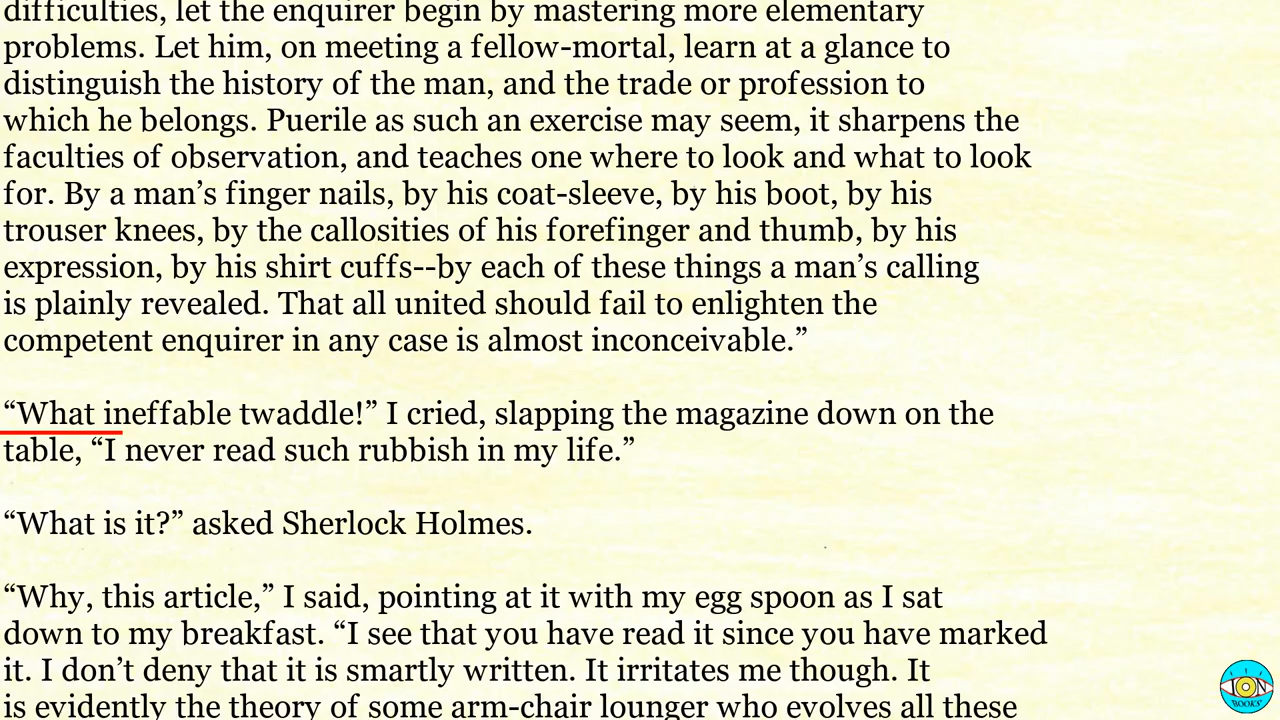 difficulties, let the enquirer begin by mastering more elementary
problems. Let him, on meeting a fellow-mortal, learn at a glance to
distinguish the history of the man, and the trade or profession to
which he belongs. Puerile as such an exercise may seem, it sharpens the
faculties of observation, and teaches one where to look and what to look
for. By a man’s finger nails, by his coat-sleeve, by his boot, by his
trouser knees, by the callosities of his forefinger and thumb, by his
expression, by his shirt cuffs--by each of these things a man’s calling
is plainly revealed. That all united should fail to enlighten the
competent enquirer in any case is almost inconceivable.”
“What ineffable twaddle!” I cried, slapping the magazine down on the
table, “I never read such rubbish in my life.”
“What is it?” asked Sherlock Holmes.
“Why, this article,” I said, pointing at it with my egg spoon as I sat
down to my breakfast. “I see that you have read it since you have marked
it. I don’t deny that it is smartly written. It irritates me though. It
is evidently the theory of some arm-chair lounger who evolves all these
ION
BOOKS